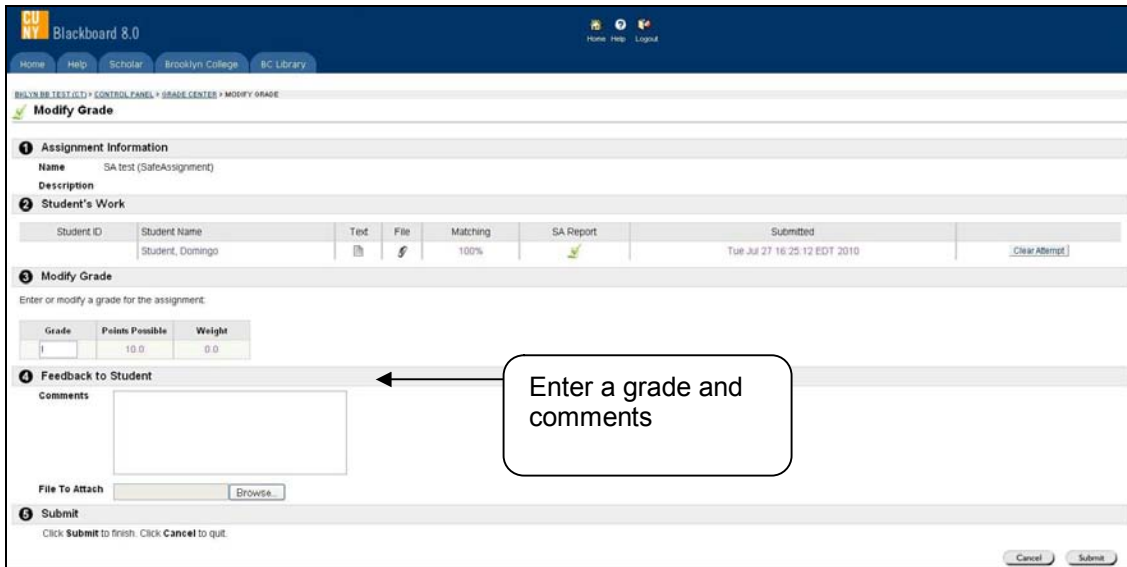 CU
NY Blackboard 8.0
Home Help Logout
Home Help Scholar Brooklyn College BC Library
BKLYN BB TEST (CT) > CONTROL PANEL > GRADE CENTER > MODIFY GRADE
Modify Grade
1 Assignment Information
Name SA test (SafeAssignment)
Description
2 Student's Work
Student ID Student Name Text File Matching SA Report Submitted
Student, Domingo 100% Tue Jul 27 16:25:12 EDT 2010 Clear Attempt
3 Modify Grade
Enter or modify a grade for the assignment:
Grade Points Possible Weight
10.0 0.0
4 Feedback to Student
Comments
Enter a grade and
comments
File To Attach Browse...
5 Submit
Click Submit to finish. Click Cancel to quit.
Cancel Submit